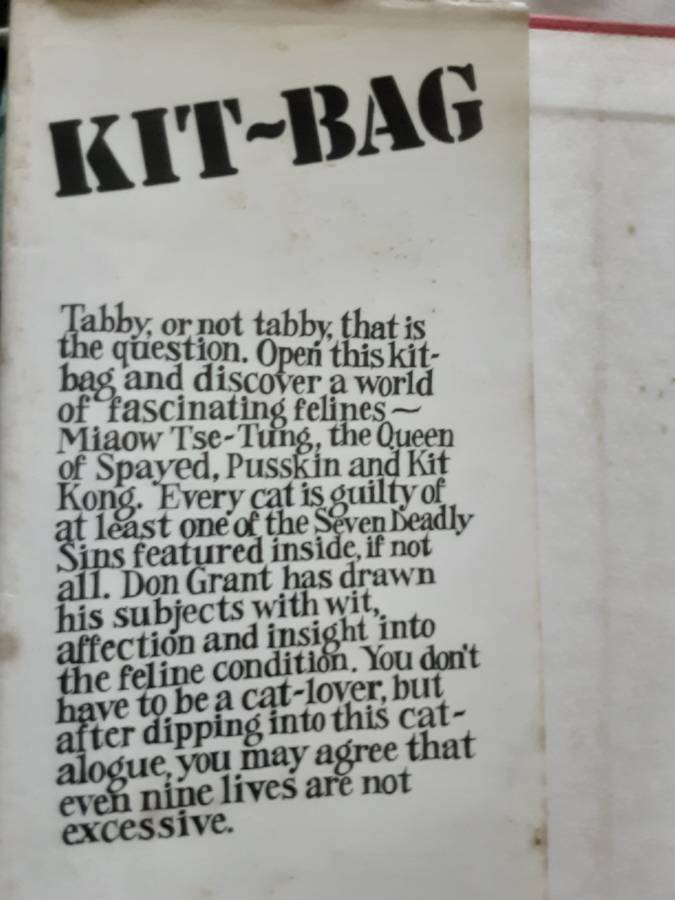 KIT~BAG
Tabby, or not tabby, that is
the question. Open this kit-
bag and discover a world
of fascinating felines ~
Miaow Tse-Tung, the Queen
of Spayed, Pusskin and Kit
Kong. Every cat is guilty of
at least one of the Seven Deadly
Sins featured inside, if not
all. Don Grant has drawn
his subjects with wit,
affection and insight into
the feline condition. You don't
have to be a cat-lover, but
after dipping into this cat-
alogue, you may agree that
even nine lives are not
excessive.